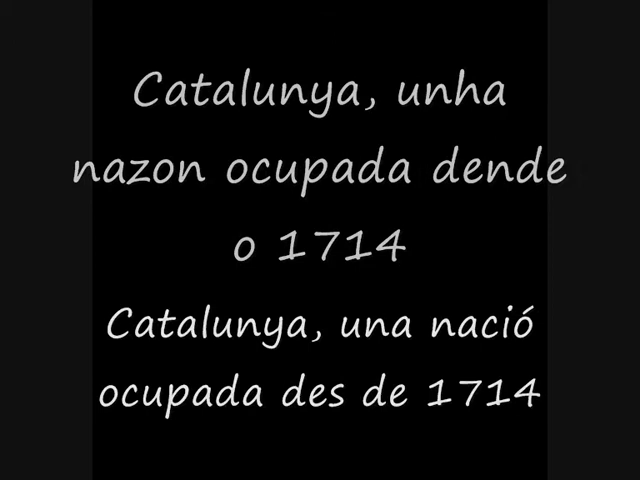 Catalunya, unha
nazon ocupada dende
o 1714
Catalunya, una nació
ocupada des de 1714